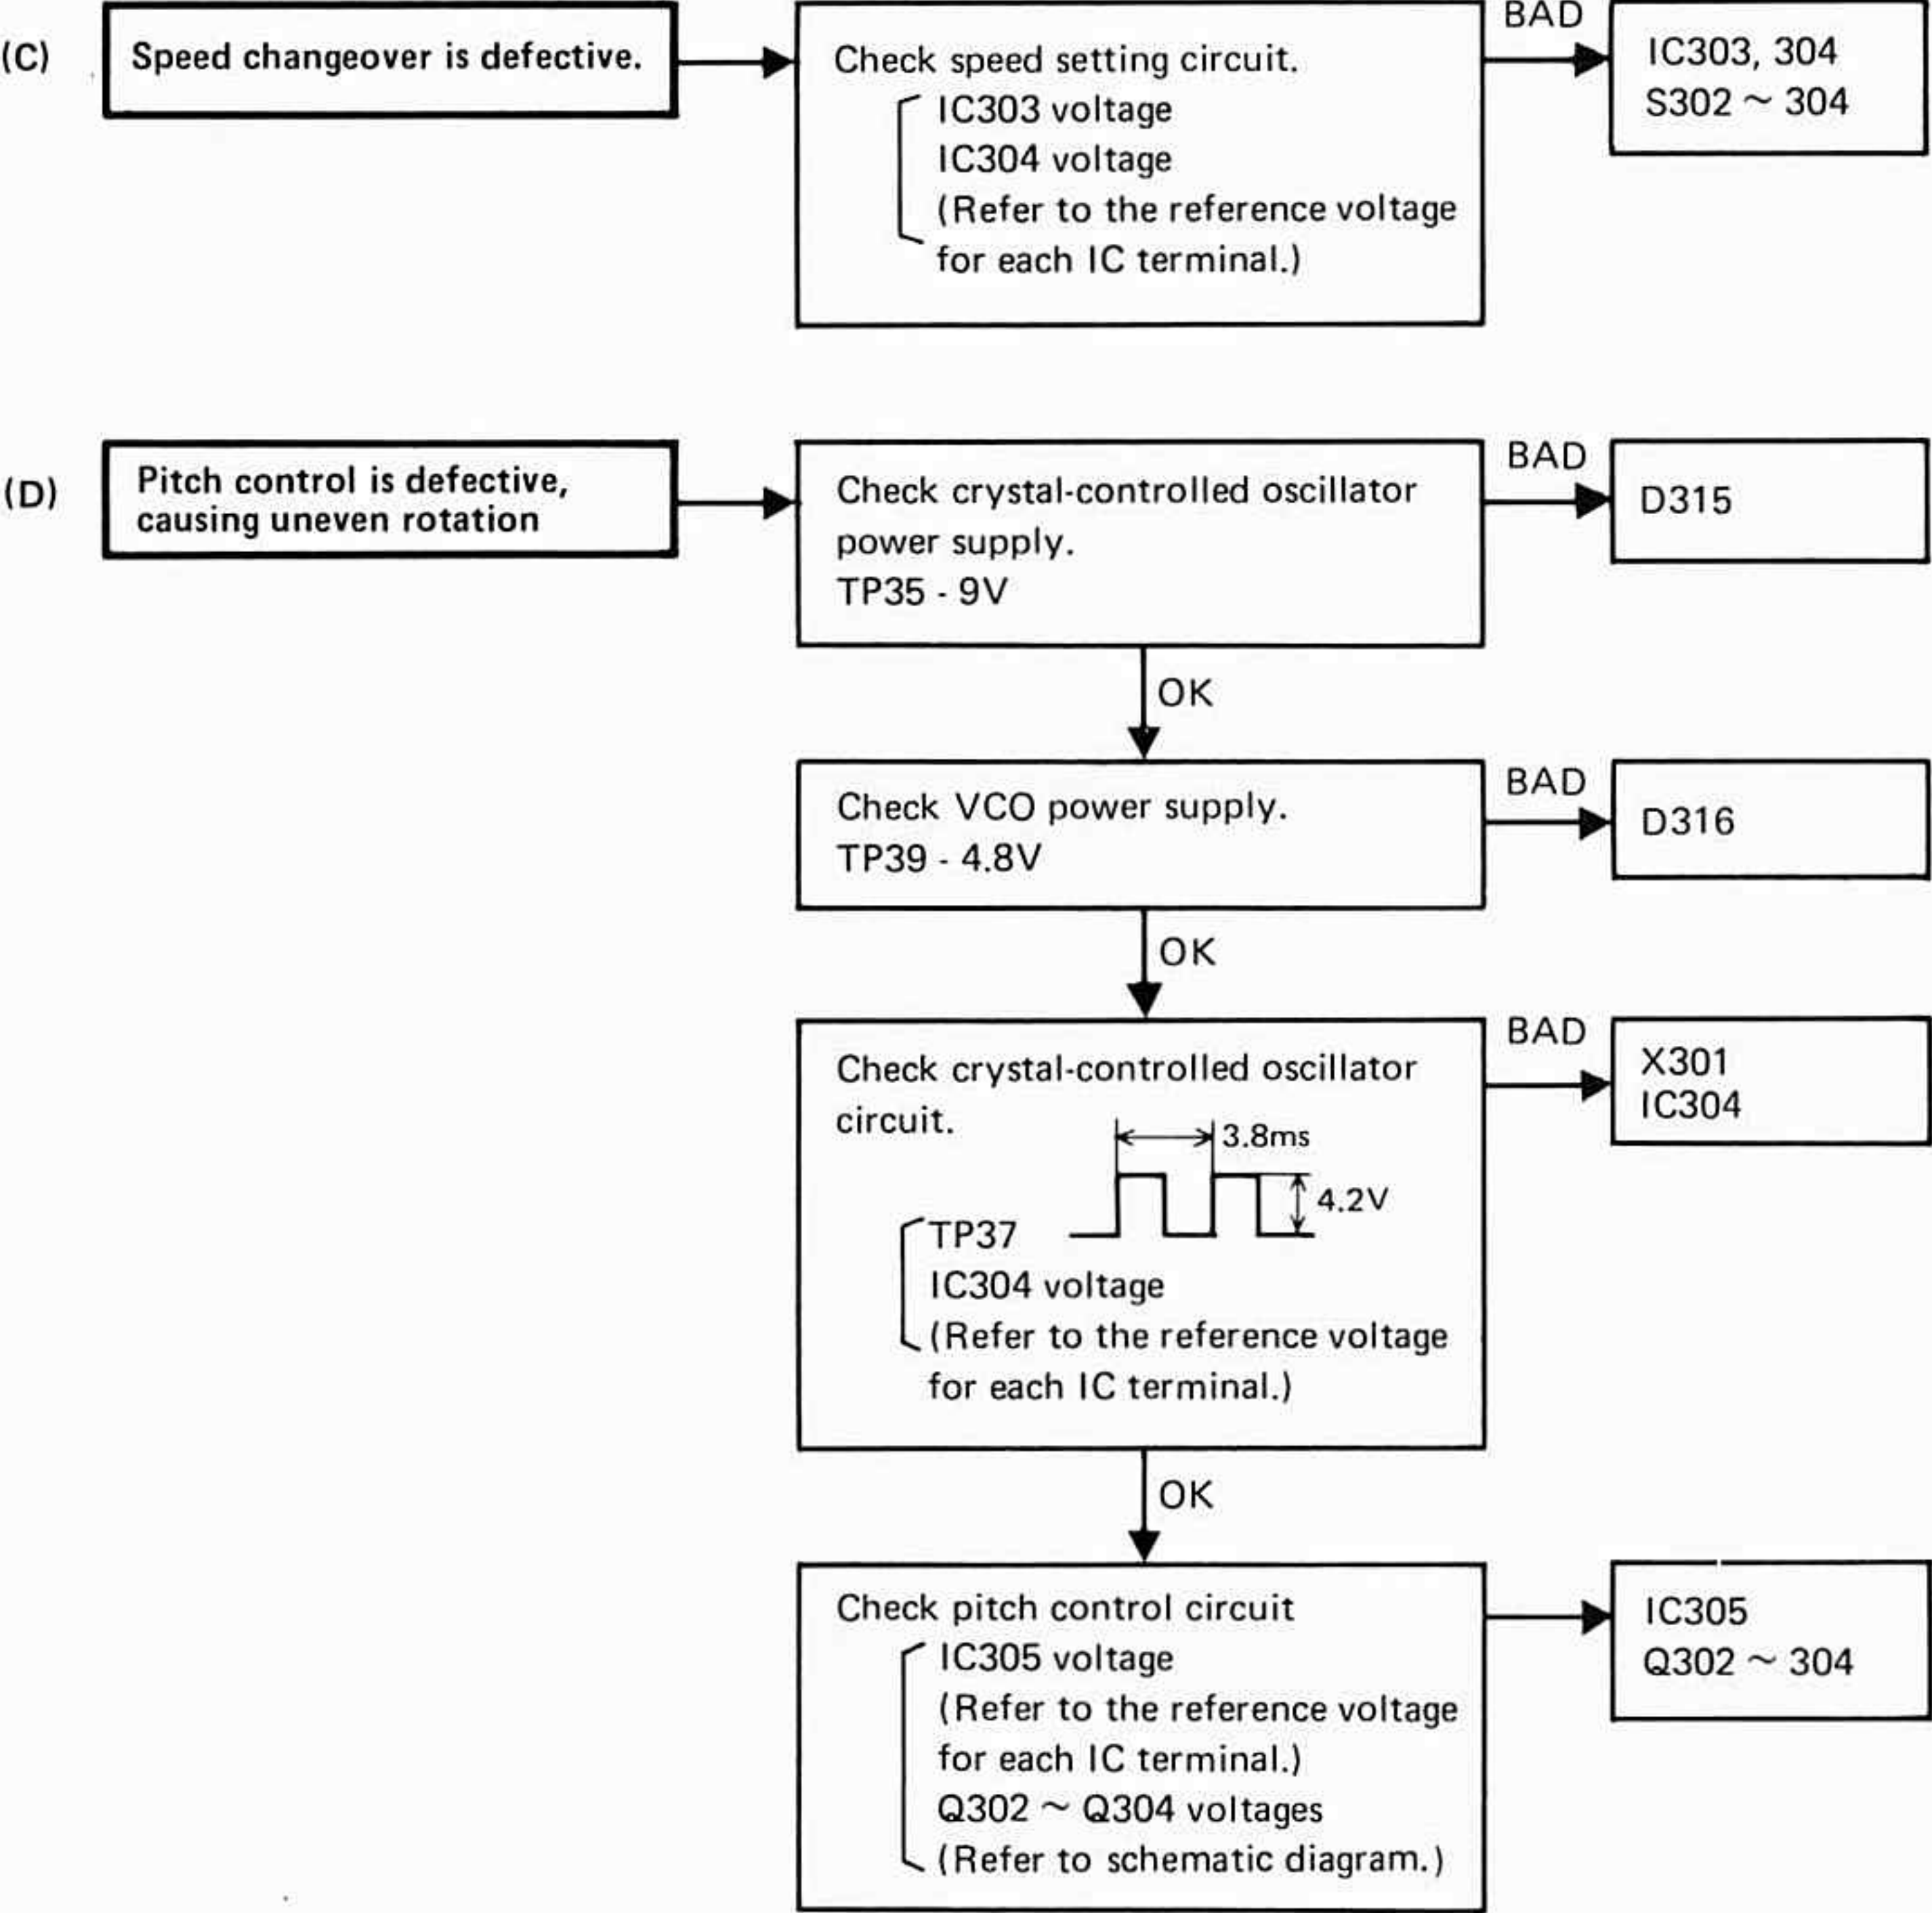 (C)
Speed changeover is defective.
Check speed setting circuit.
IC303 voltage
IC304 voltage
(Refer to the reference voltage
for each IC terminal.)
BAD
IC303, 304
S302 ~ 304
(D)
Pitch control is defective,
causing uneven rotation
Check crystal-controlled oscillator
power supply.
TP35 - 9V
BAD
D315
OK
Check VCO power supply.
TP39 - 4.8V
BAD
D316
OK
Check crystal-controlled oscillator
circuit.
3.8ms
4.2V
TP37
IC304 voltage
(Refer to the reference voltage
for each IC terminal.)
BAD
X301
IC304
OK
Check pitch control circuit
IC305 voltage
(Refer to the reference voltage
for each IC terminal.)
Q302 ~ Q304 voltages
(Refer to schematic diagram.)
IC305
Q302 ~ 304